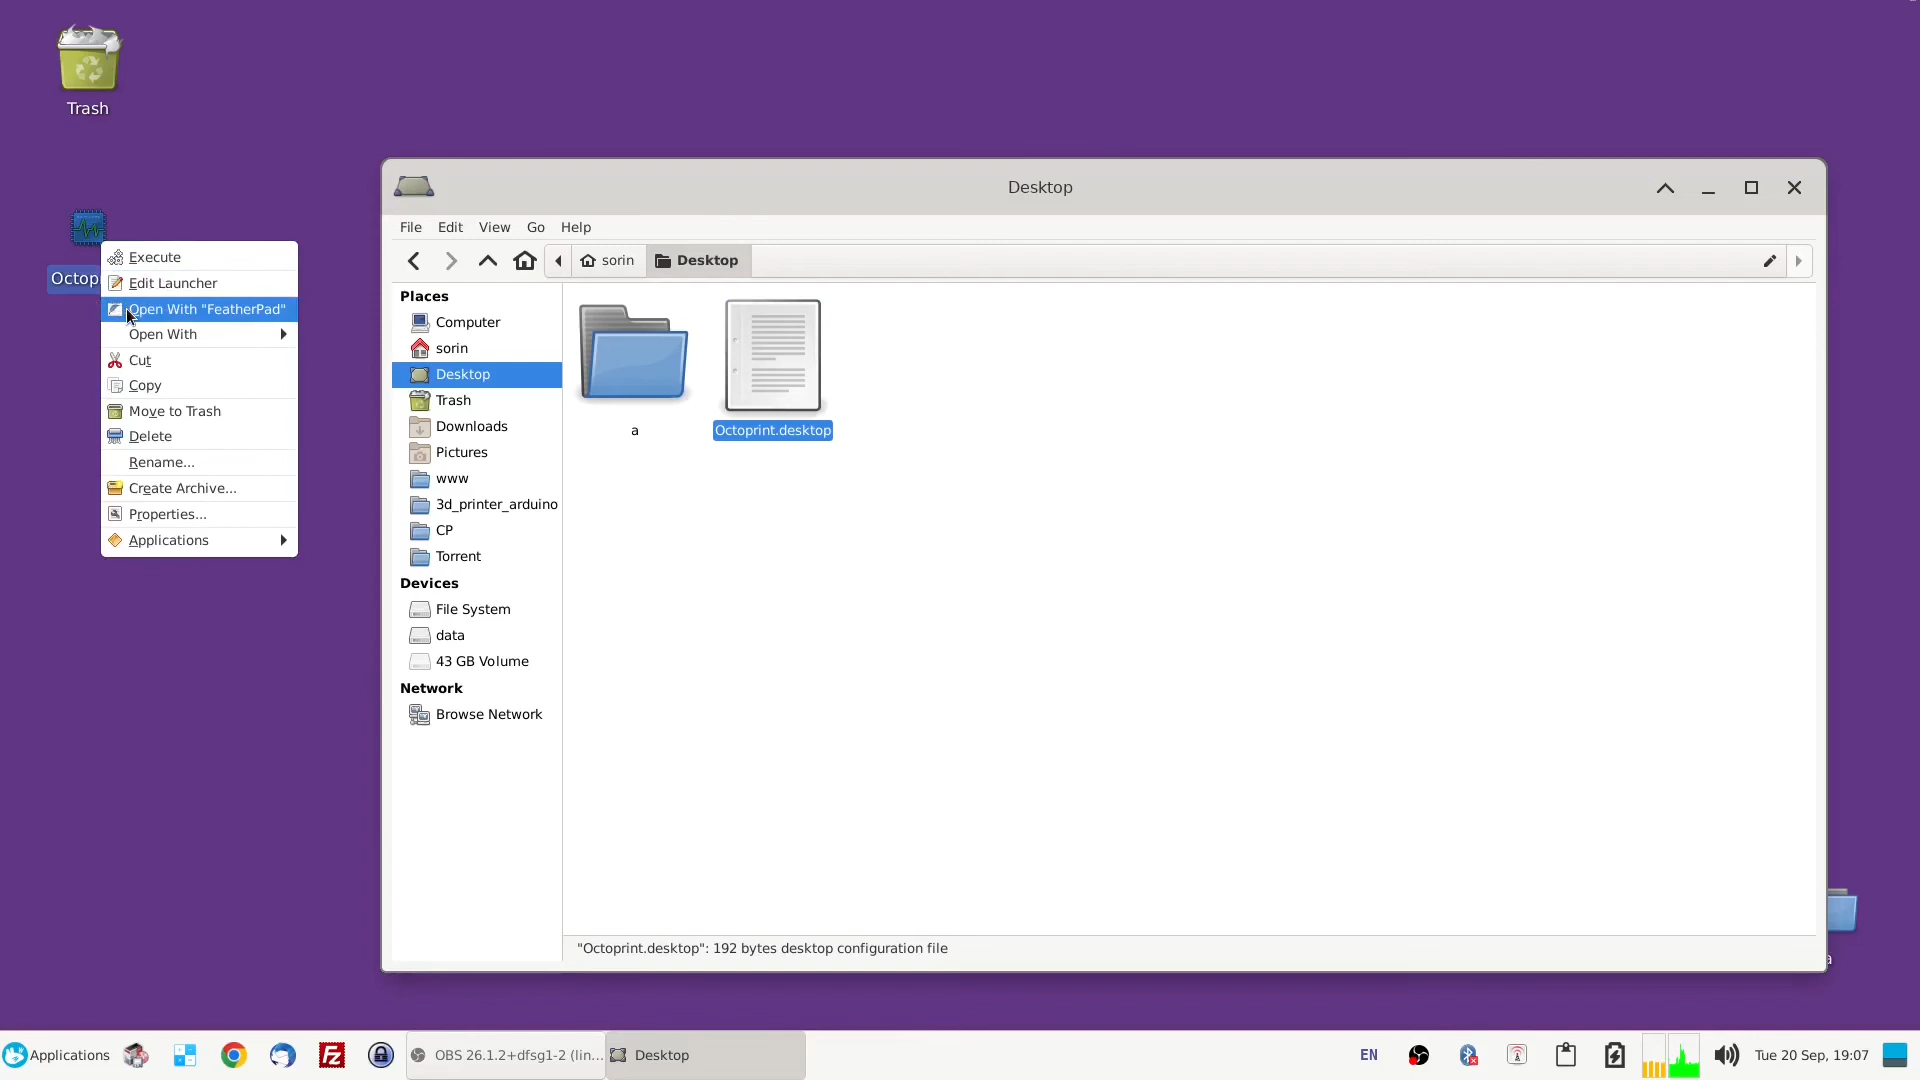 Trash
Octop
Execute
Edit Launcher
Open With "FeatherPad"
Open With
Cut
Copy
Move to Trash
Delete
Rename...
Create Archive...
Properties...
Applications
Desktop
File Edit View Go Help
sorin Desktop
Places
Computer
sorin
Desktop
Trash
Downloads
Pictures
www
3d_printer_arduino
CP
Torrent
Devices
File System
data
43 GB Volume
Network
Browse Network
a
Octoprint.desktop
"Octoprint.desktop": 192 bytes desktop configuration file
a
Applications
FZ
OBS 26.1.2+dfsg1-2 (lin...
Desktop
EN
Tue 20 Sep, 19:07